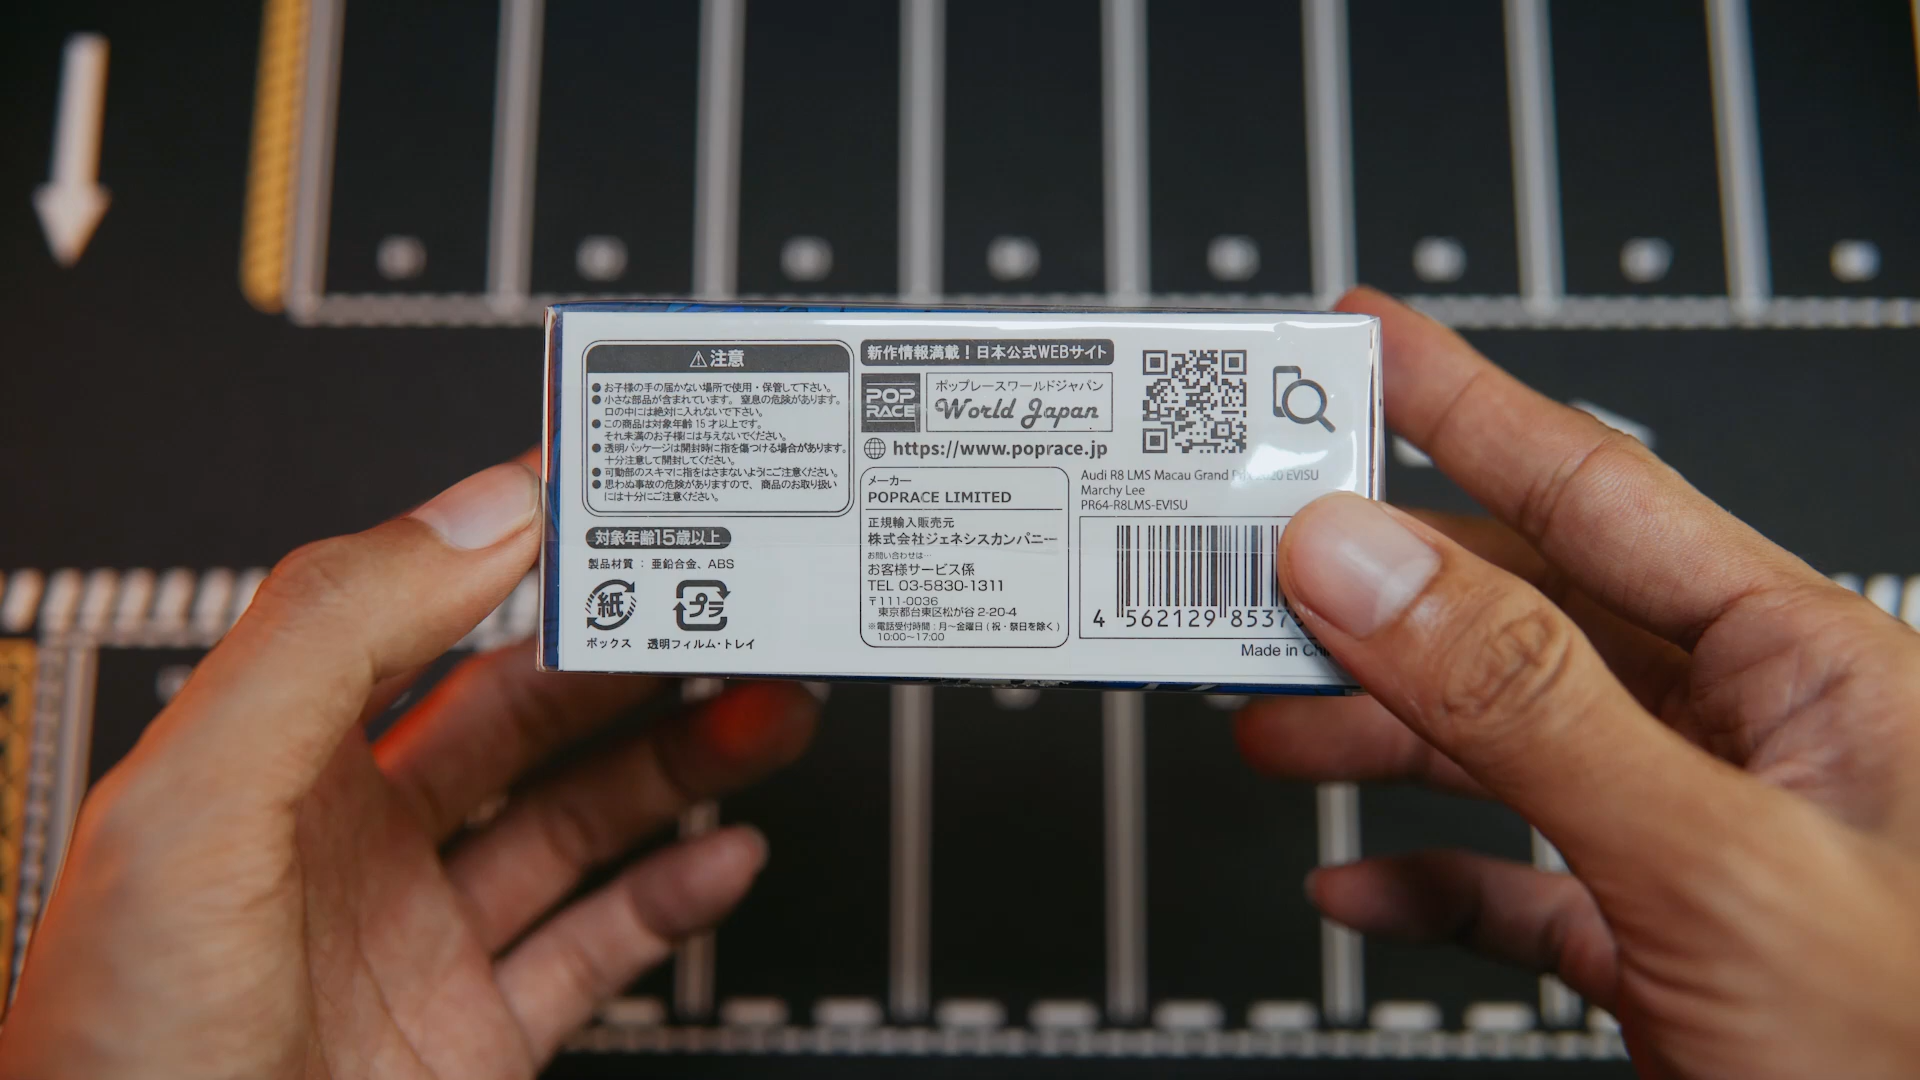 ⚠注意
●お子様の手の届かない場所で使用・保管して下さい。
●小さな部品が含まれています。窒息の危険があります。
口の中には絶対に入れないで下さい。
●この商品は対象年齢15才以上です。
それ未満のお子様には与えないでください。
●透明パッケージは開封時に指を傷つける場合があります。
十分注意して開封してください。
●可動部のスキマに指をはさまないようにご注意ください。
●思わぬ事故の危険がありますので、商品のお取り扱い
には十分にご注意ください。
対象年齢15歳以上
製品材質：亜鉛合金、ABS
紙
プラ
ボックス
透明フィルム・トレイ
新作情報満載！日本公式WEBサイト
POP
RACE
ポップレースワールドジャパン
World Japan
https://www.poprace.jp
メーカー
POPRACE LIMITED
正規輸入販売元
株式会社ジェネシスカンパニー
お問い合わせは…
お客様サービス係
TEL 03-5830-1311
〒111-0036
東京都台東区松が谷 2-20-4
※電話受付時間：月～金曜日(祝・祭日を除く)
10:00～17:00
Audi R8 LMS Macau Grand EVISU
Marchy Lee
PR64-R8LMS-EVISU
4 562129 8537
Made in